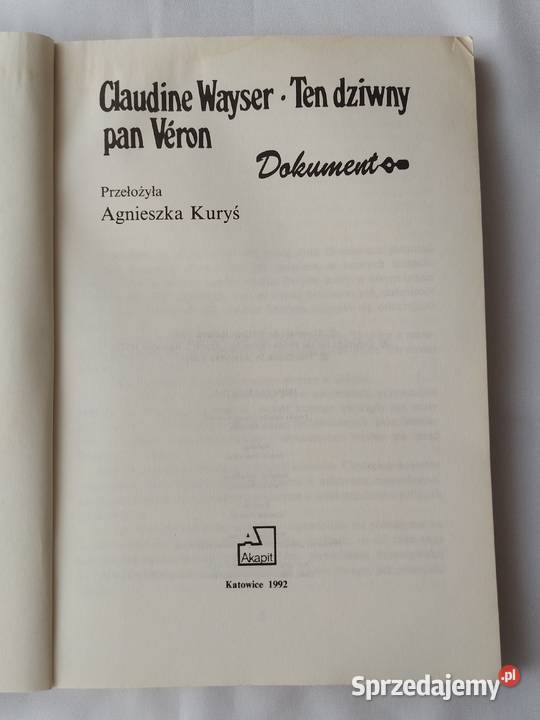 Claudine Wayser · Ten dziwny
pan Véron
Dokument
Przełożyła
Agnieszka Kuryś
A
Akapit
Katowice 1992
Sprzedajemy.pl